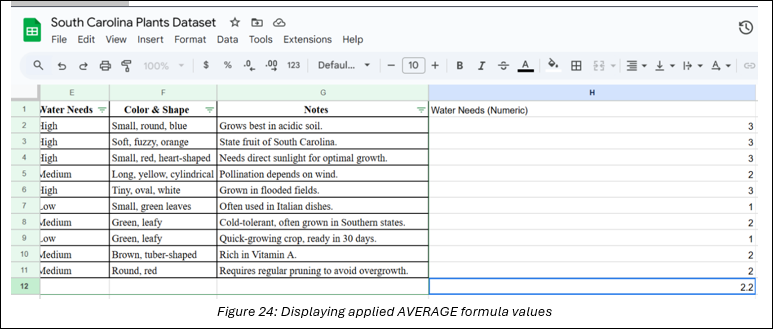 South Carolina Plants Dataset
File Edit View Insert Format Data Tools Extensions Help
100% $ % .0 .00 123 Defaul... 10 B I A
E F G H
1 Water Needs Color & Shape Notes Water Needs (Numeric)
2 High Small, round, blue Grows best in acidic soil. 3
3 High Soft, fuzzy, orange State fruit of South Carolina. 3
4 High Small, red, heart-shaped Needs direct sunlight for optimal growth. 3
5 Medium Long, yellow, cylindrical Pollination depends on wind. 2
6 High Tiny, oval, white Grown in flooded fields. 3
7 Low Small, green leaves Often used in Italian dishes. 1
8 Medium Green, leafy Cold-tolerant, often grown in Southern states. 2
9 Low Green, leafy Quick-growing crop, ready in 30 days. 1
10 Medium Brown, tuber-shaped Rich in Vitamin A. 2
11 Medium Round, red Requires regular pruning to avoid overgrowth. 2
12 2.2
Figure 24: Displaying applied AVERAGE formula values